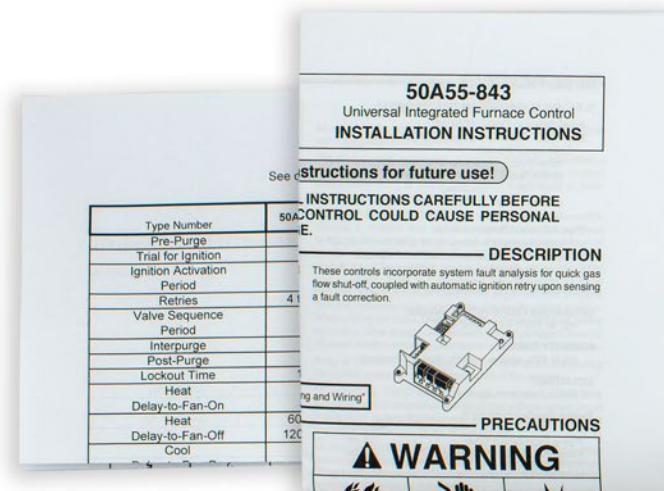 See
Type Number
50A
Pre-Purge
Trial for Ignition
Ignition Activation
Period
Retries
4
Valve Sequence
Period
Interpurge
Post-Purge
Lockout Time
Heat
Delay-to-Fan-On
Heat
60
Delay-to-Fan-Off
120
Cool
50A55-843
Universal Integrated Furnace Control
INSTALLATION INSTRUCTIONS
structions for future use!
INSTRUCTIONS CAREFULLY BEFORE
CONTROL COULD CAUSE PERSONAL
E.
DESCRIPTION
These controls incorporate system fault analysis for quick gas
flow shut-off, coupled with automatic ignition retry upon sensing
a fault correction.
ng and Wiring"
PRECAUTIONS
WARNING